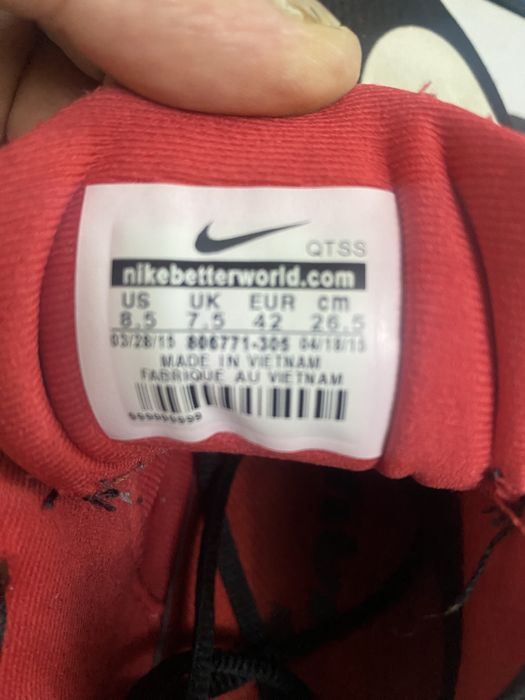 QTSS
nikebetterworld.com
US UK EUR cm
8.5 7.5 42 26.5
03/28/15 806771-305 04/18/15
MADE IN VIETNAM
FABRIQUE AU VIETNAM
9999999999